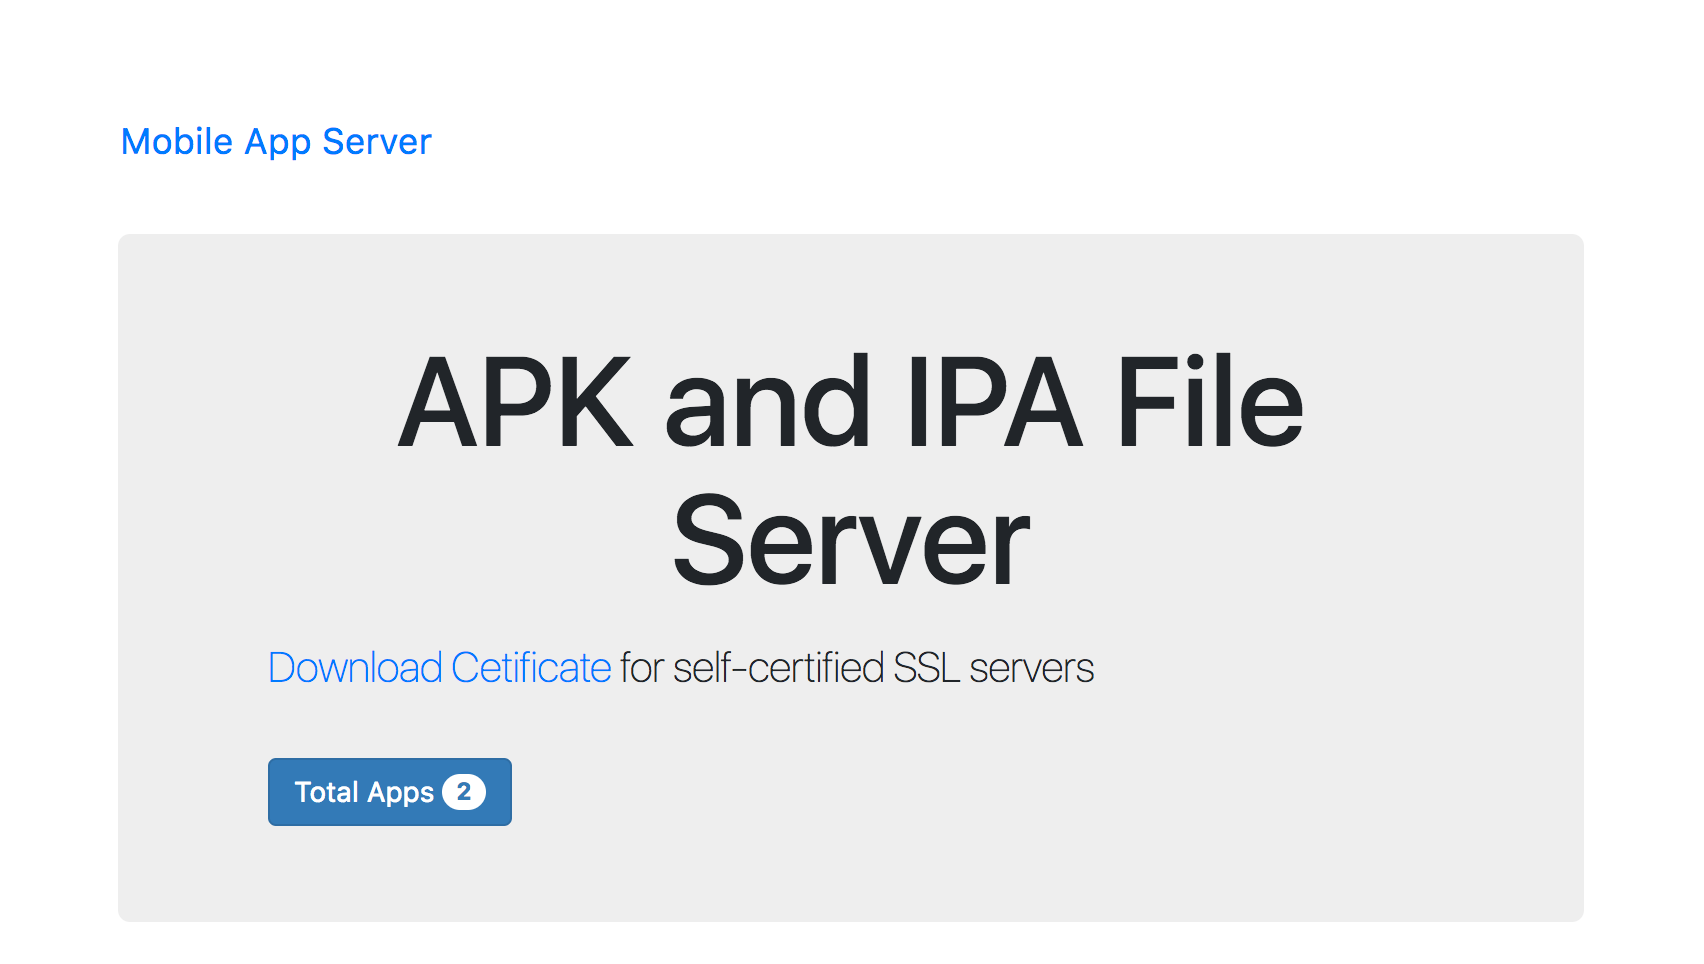 Mobile App Server
APK and IPA File
Server
Download Cetificate for self-certified SSL servers
Total Apps 2